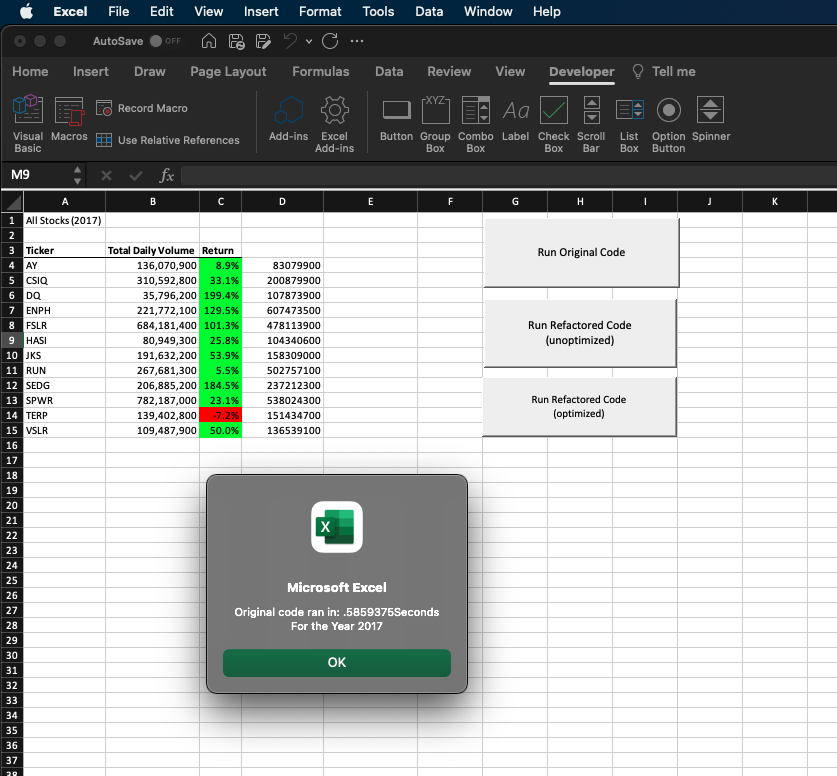 Excel File Edit View Insert Format Tools Data Window Help
AutoSave OFF
Home Insert Draw Page Layout Formulas Data Review View Developer Tell me
Visual Basic
Macros
Record Macro
Use Relative References
Add-ins
Excel Add-ins
Button
Group Box
Combo Box
Label
Check Box
Scroll Bar
List Box
Option Button
Spinner
XYZ
Aa
M9 fx
A B C D E F G H I J K
1 All Stocks (2017)
2
3 Ticker Total Daily Volume Return
4 AY 136,070,900 8.9% 83079900
5 CSIQ 310,592,800 33.1% 200879900
6 DQ 35,796,200 199.4% 107873900
7 ENPH 221,772,100 129.5% 607473500
8 FSLR 684,181,400 101.3% 478113900
9 HASI 80,949,300 25.8% 104340600
10 JKS 191,632,200 53.9% 158309000
11 RUN 267,681,300 5.5% 502757100
12 SEDG 206,885,200 184.5% 237212300
13 SPWR 782,187,000 23.1% 538024300
14 TERP 139,402,800 -7.2% 151434700
15 VSLR 109,487,900 50.0% 136539100
16
17
18
19
20
21
22
23
24
25
26
27
28
29
30
31
32
33
34
35
36
37
38
Run Original Code
Run Refactored Code
(unoptimized)
Run Refactored Code
(optimized)
X
Microsoft Excel
Original code ran in: .5859375Seconds
For the Year 2017
OK